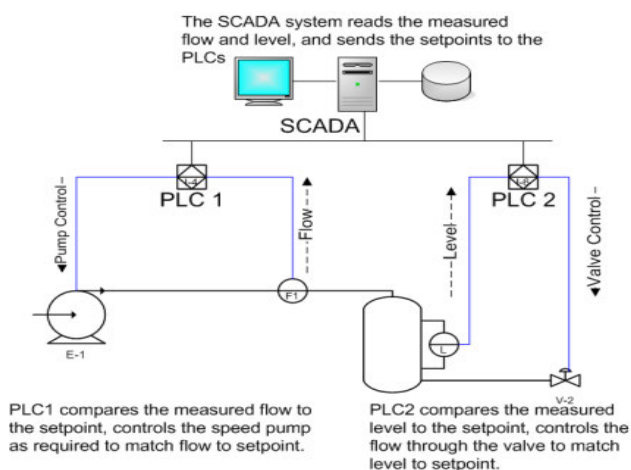 The SCADA system reads the measured
flow and level, and sends the setpoints to the
PLCs
SCADA
I-4
PLC 1
I-6
PLC 2
Pump Control
Flow
Level
Valve Control
F1
L
E-1
V-2
PLC1 compares the measured flow to
the setpoint, controls the speed pump
as required to match flow to setpoint.
PLC2 compares the measured
level to the setpoint, controls the
flow through the valve to match
level to setpoint.